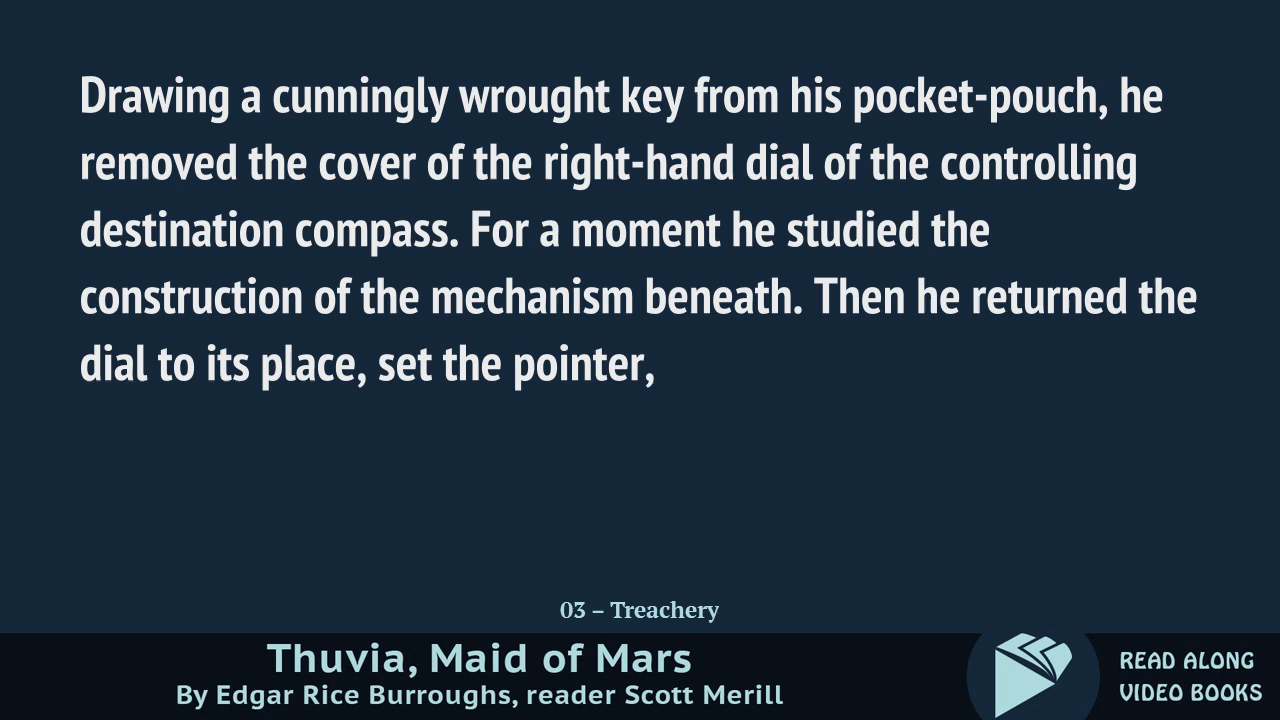 Drawing a cunningly wrought key from his pocket-pouch, he
removed the cover of the right-hand dial of the controlling
destination compass. For a moment he studied the
construction of the mechanism beneath. Then he returned the
dial to its place, set the pointer,
03 – Treachery
Thuvia, Maid of Mars
By Edgar Rice Burroughs, reader Scott Merill
READ ALONG
VIDEO BOOKS